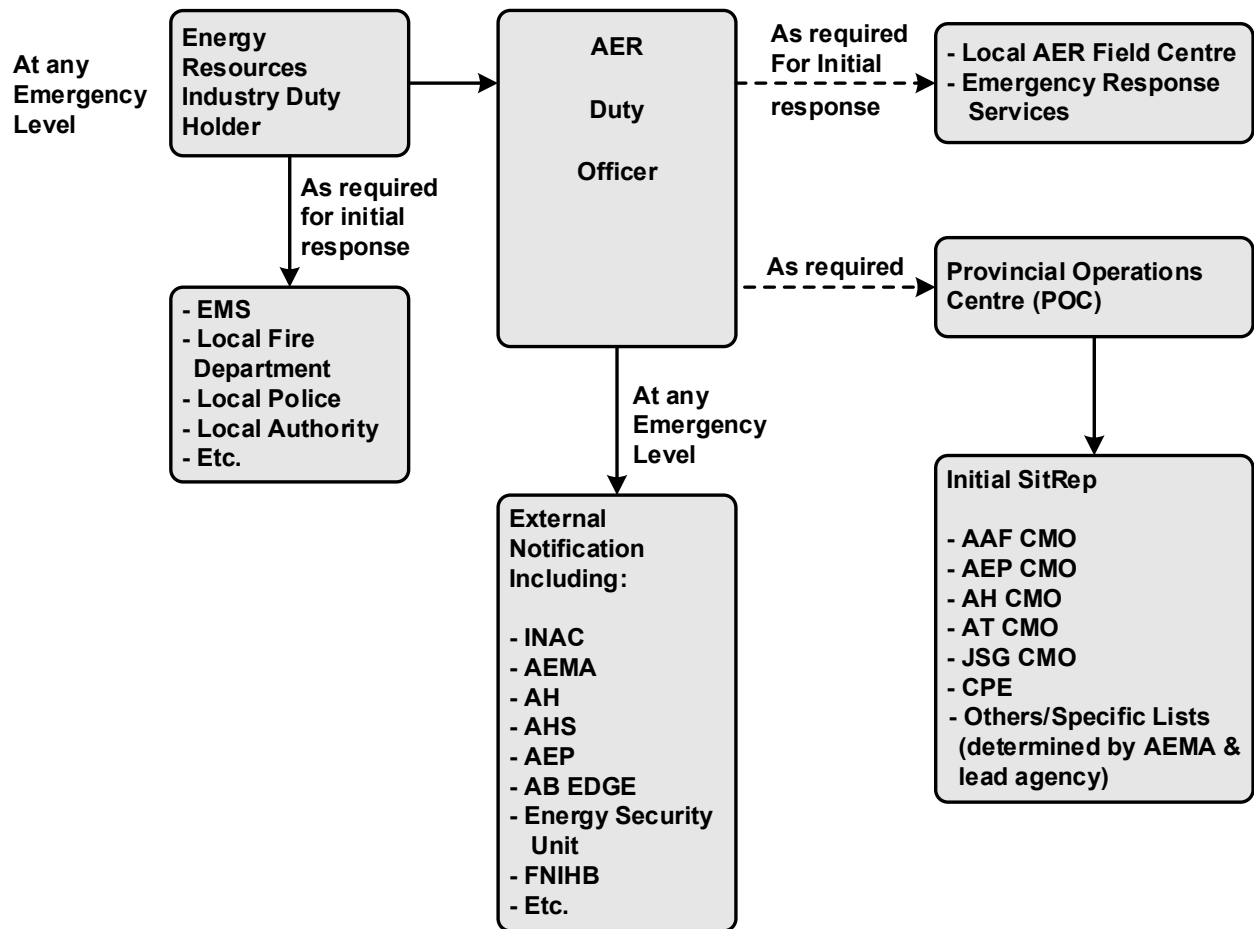 At any
Emergency
Level
Energy
Resources
Industry Duty
Holder
AER
Duty
Officer
As required
For Initial
response
- Local AER Field Centre
- Emergency Response
Services
As required
for initial
response
- EMS
- Local Fire
Department
- Local Police
- Local Authority
- Etc.
As required
Provincial Operations
Centre (POC)
At any
Emergency
Level
External
Notification
Including:
- INAC
- AEMA
- AH
- AHS
- AEP
- AB EDGE
- Energy Security
Unit
- FNIHB
- Etc.
Initial SitRep
- AAF CMO
- AEP CMO
- AH CMO
- AT CMO
- JSG CMO
- CPE
- Others/Specific Lists
(determined by AEMA &
lead agency)